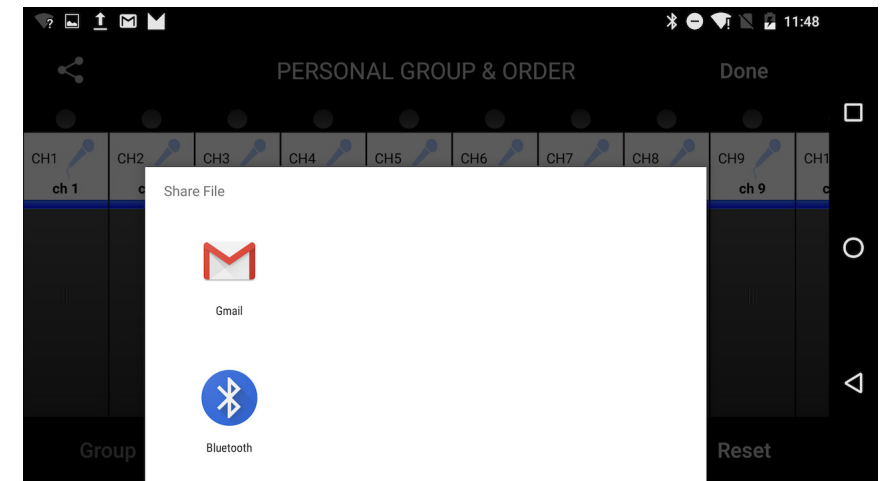 11:48
PERSONAL GROUP & ORDER
Done
CH1
CH2
CH3
CH4
CH5
CH6
CH7
CH8
CH9
CH1
ch 1
c
ch 9
c
Share File
Gmail
Bluetooth
Group
Reset